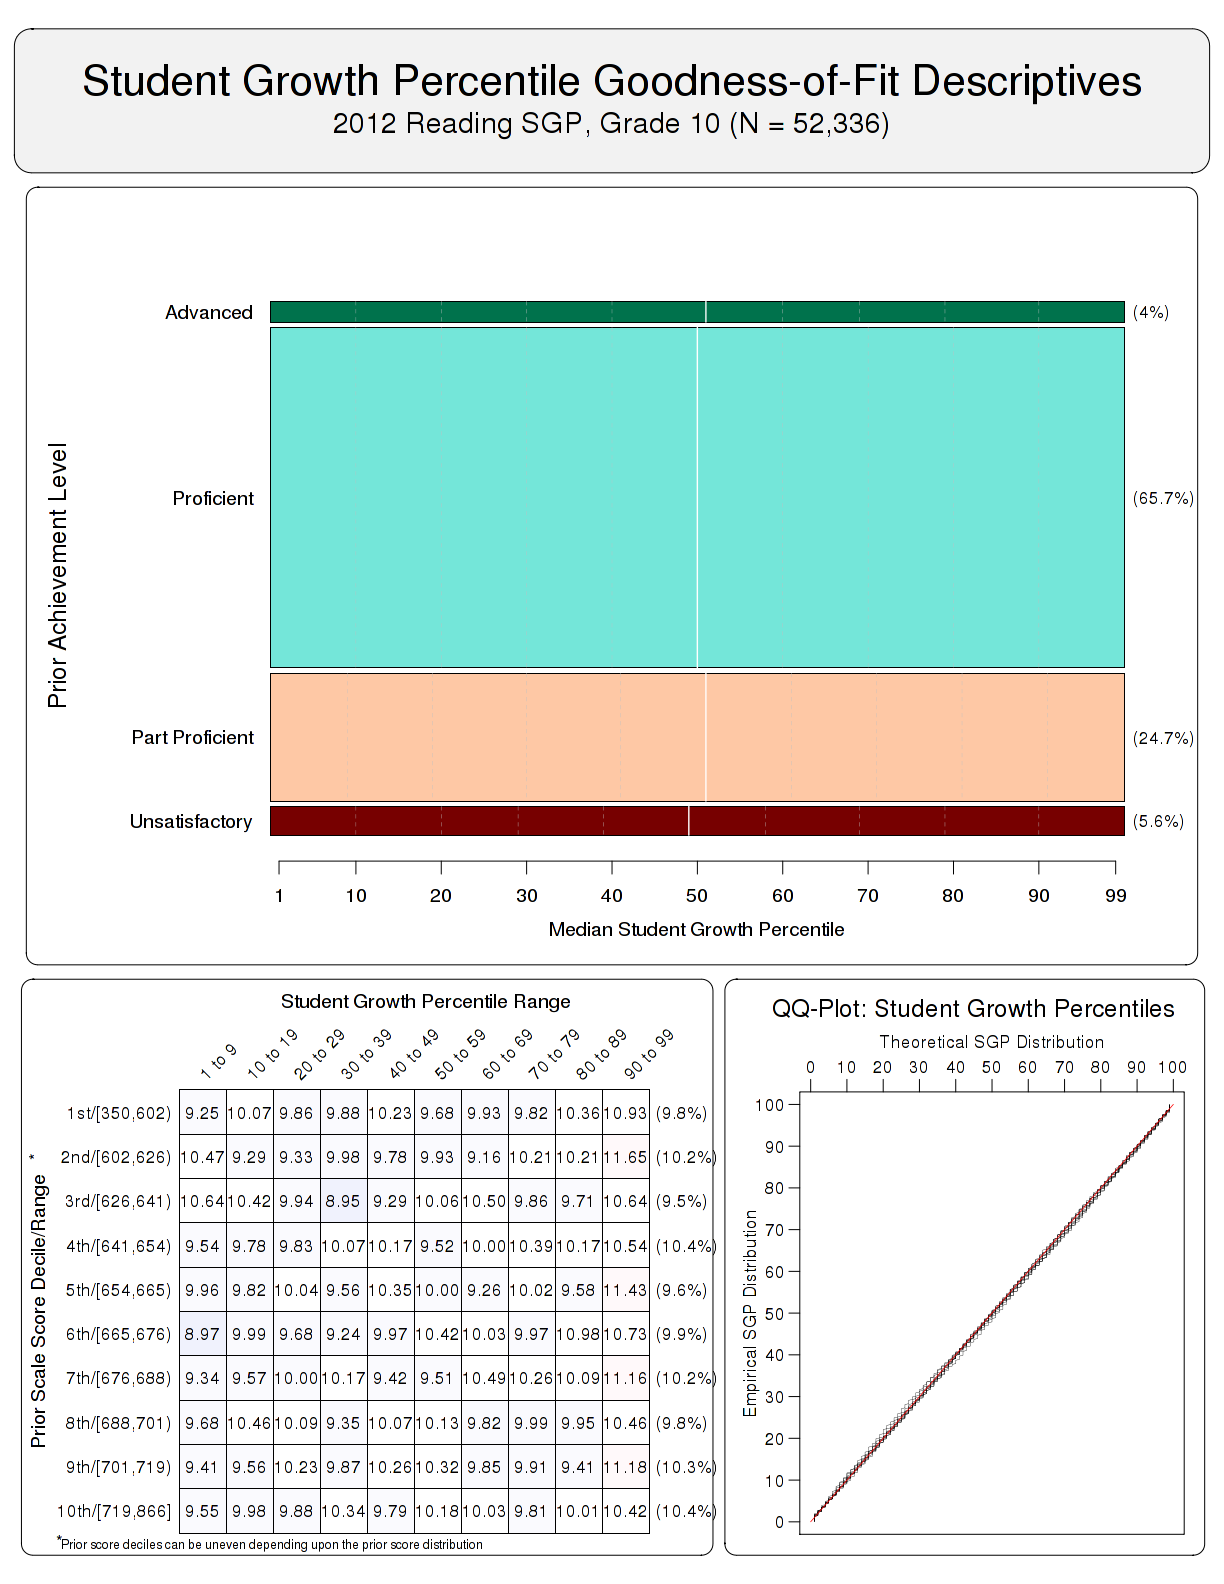 Student Growth Percentile Goodness-of-Fit Descriptives
2012 Reading SGP, Grade 10 (N = 52,336)
Prior Achievement Level
Advanced (4%)
Proficient (65.7%)
Part Proficient (24.7%)
Unsatisfactory (5.6%)
1 10 20 30 40 50 60 70 80 90 99
Median Student Growth Percentile
Student Growth Percentile Range
1 to 9 10 to 19 20 to 29 30 to 39 40 to 49 50 to 59 60 to 69 70 to 79 80 to 89 90 to 99
Prior Scale Score Decile/Range *
1st/[350,602) 9.25 10.07 9.86 9.88 10.23 9.68 9.93 9.82 10.36 10.93 (9.8%)
2nd/[602,626) 10.47 9.29 9.33 9.98 9.78 9.93 9.16 10.21 10.21 11.65 (10.2%)
3rd/[626,641) 10.64 10.42 9.94 8.95 9.29 10.06 10.50 9.86 9.71 10.64 (9.5%)
4th/[641,654) 9.54 9.78 9.83 10.07 10.17 9.52 10.00 10.39 10.17 10.54 (10.4%)
5th/[654,665) 9.96 9.82 10.04 9.56 10.35 10.00 9.26 10.02 9.58 11.43 (9.6%)
6th/[665,676) 8.97 9.99 9.68 9.24 9.97 10.42 10.03 9.97 10.98 10.73 (9.9%)
7th/[676,688) 9.34 9.57 10.00 10.17 9.42 9.51 10.49 10.26 10.09 11.16 (10.2%)
8th/[688,701) 9.68 10.46 10.09 9.35 10.07 10.13 9.82 9.99 9.95 10.46 (9.8%)
9th/[701,719) 9.41 9.56 10.23 9.87 10.26 10.32 9.85 9.91 9.41 11.18 (10.3%)
10th/[719,866] 9.55 9.98 9.88 10.34 9.79 10.18 10.03 9.81 10.01 10.42 (10.4%)
*Prior score deciles can be uneven depending upon the prior score distribution
QQ-Plot: Student Growth Percentiles
Theoretical SGP Distribution
0 10 20 30 40 50 60 70 80 90 100
Empirical SGP Distribution
100
90
80
70
60
50
40
30
20
10
0